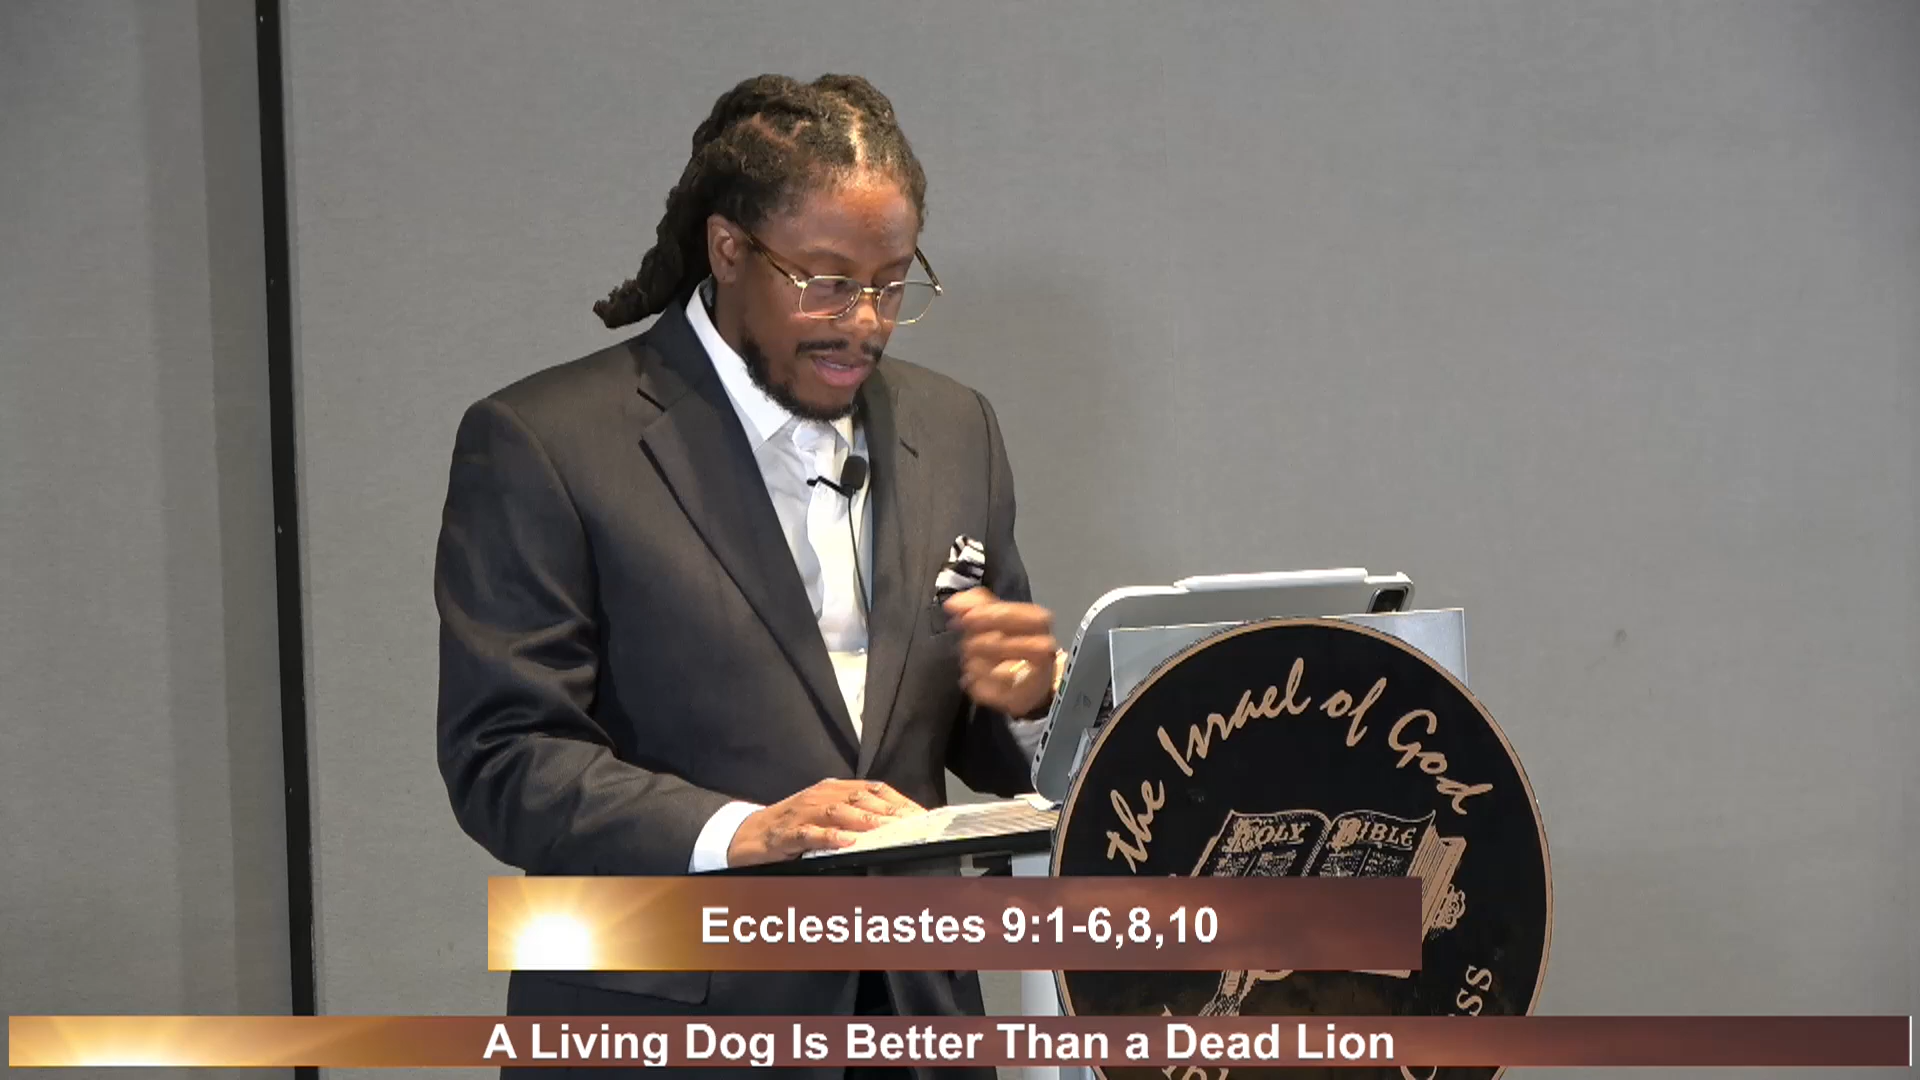 the Israel of God
HOLY BIBLE
Ecclesiastes 9:1-6,8,10
A Living Dog Is Better Than a Dead Lion